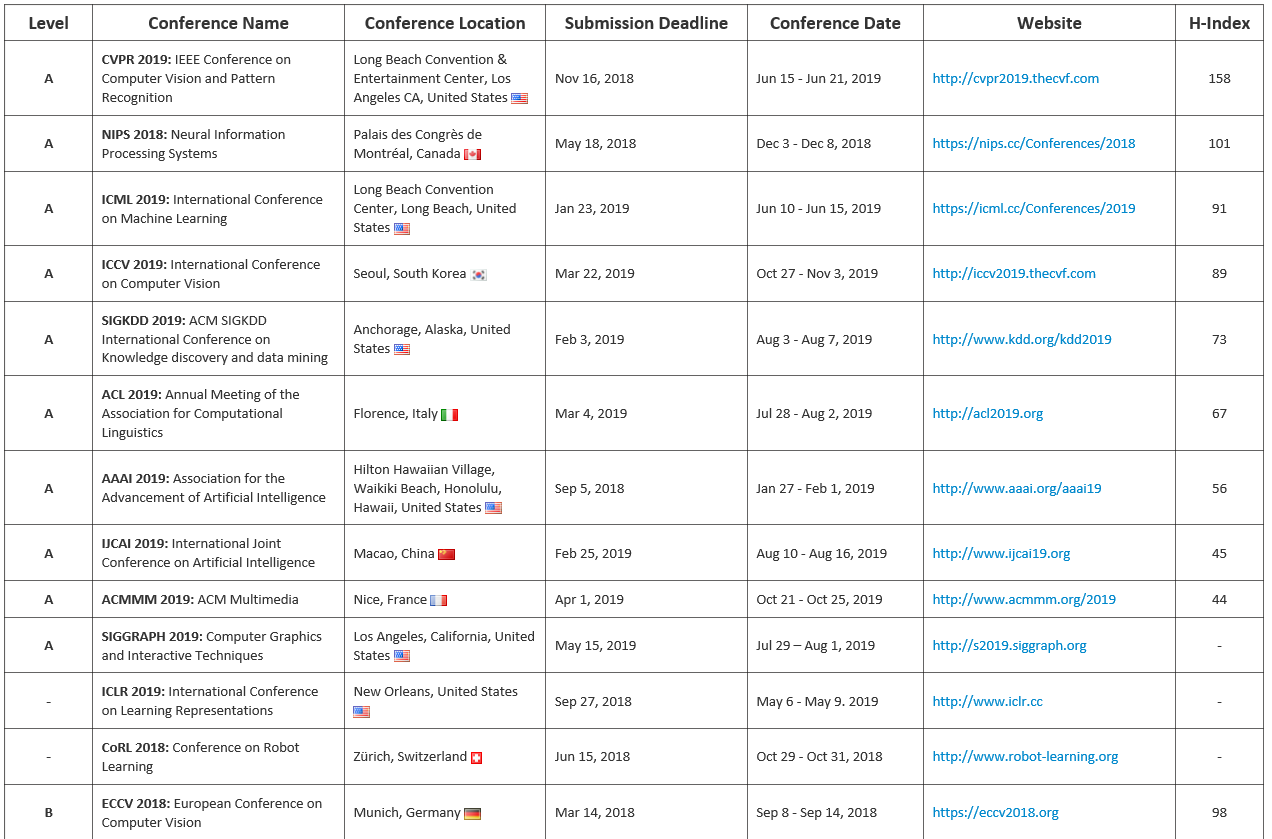 Level Conference Name Conference Location Submission Deadline Conference Date Website H-Index
A
CVPR 2019: IEEE Conference on
Computer Vision and Pattern
Recognition
Long Beach Convention &
Entertainment Center, Los
Angeles CA, United States
Nov 16, 2018
Jun 15 - Jun 21, 2019
http://cvpr2019.thecvf.com
158
A
NIPS 2018: Neural Information
Processing Systems
Palais des Congrès de
Montréal, Canada
May 18, 2018
Dec 3 - Dec 8, 2018
https://nips.cc/Conferences/2018
101
A
ICML 2019: International Conference
on Machine Learning
Long Beach Convention
Center, Long Beach, United
States
Jan 23, 2019
Jun 10 - Jun 15, 2019
https://icml.cc/Conferences/2019
91
A
ICCV 2019: International Conference
on Computer Vision
Seoul, South Korea
Mar 22, 2019
Oct 27 - Nov 3, 2019
http://iccv2019.thecvf.com
89
A
SIGKDD 2019: ACM SIGKDD
International Conference on
Knowledge discovery and data mining
Anchorage, Alaska, United
States
Feb 3, 2019
Aug 3 - Aug 7, 2019
http://www.kdd.org/kdd2019
73
A
ACL 2019: Annual Meeting of the
Association for Computational
Linguistics
Florence, Italy
Mar 4, 2019
Jul 28 - Aug 2, 2019
http://acl2019.org
67
A
AAAI 2019: Association for the
Advancement of Artificial Intelligence
Hilton Hawaiian Village,
Waikiki Beach, Honolulu,
Hawaii, United States
Sep 5, 2018
Jan 27 - Feb 1, 2019
http://www.aaai.org/aaai19
56
A
IJCAI 2019: International Joint
Conference on Artificial Intelligence
Macao, China
Feb 25, 2019
Aug 10 - Aug 16, 2019
http://www.ijcai19.org
45
A
ACMMM 2019: ACM Multimedia
Nice, France
Apr 1, 2019
Oct 21 - Oct 25, 2019
http://www.acmmm.org/2019
44
A
SIGGRAPH 2019: Computer Graphics
and Interactive Techniques
Los Angeles, California, United
States
May 15, 2019
Jul 29 – Aug 1, 2019
http://s2019.siggraph.org
-
-
ICLR 2019: International Conference
on Learning Representations
New Orleans, United States
Sep 27, 2018
May 6 - May 9. 2019
http://www.iclr.cc
-
-
CoRL 2018: Conference on Robot
Learning
Zürich, Switzerland
Jun 15, 2018
Oct 29 - Oct 31, 2018
http://www.robot-learning.org
-
B
ECCV 2018: European Conference on
Computer Vision
Munich, Germany
Mar 14, 2018
Sep 8 - Sep 14, 2018
https://eccv2018.org
98